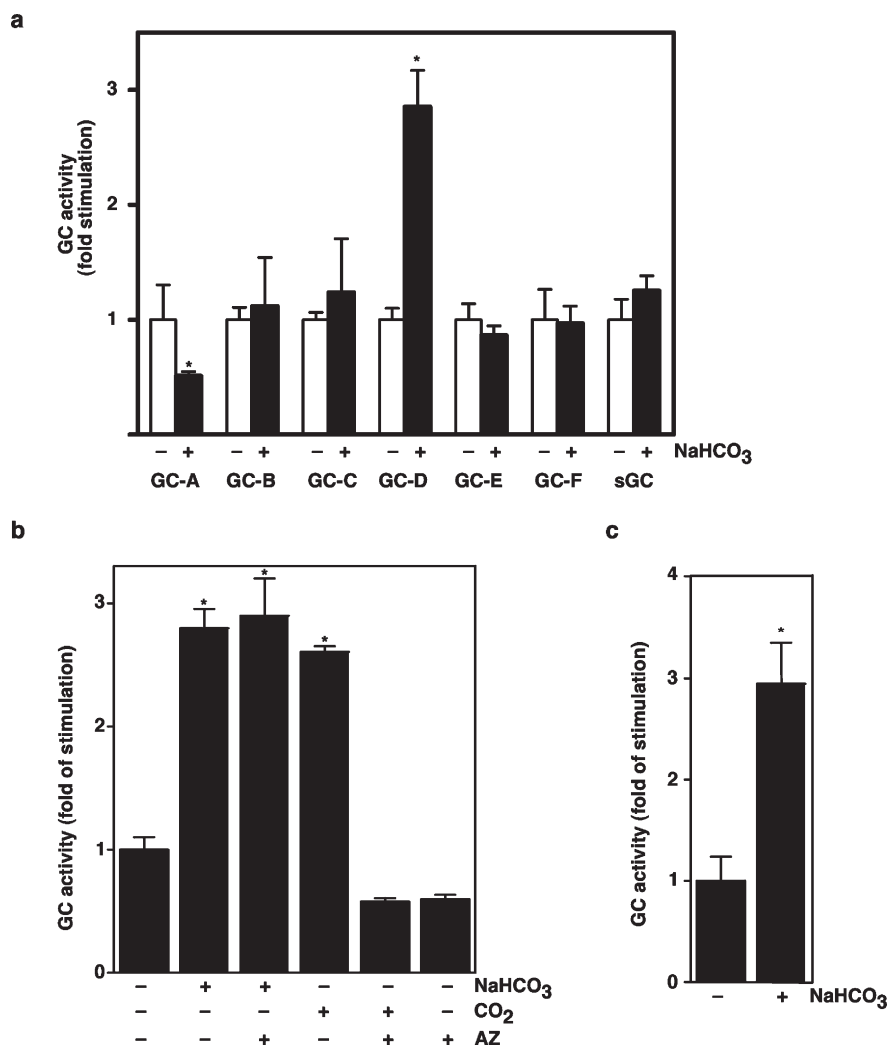 a
GC activity
(fold stimulation)
3
2
1
* *
− + − + − + − + − + − + − + NaHCO3
GC-A GC-B GC-C GC-D GC-E GC-F sGC
b
GC activity (fold of stimulation)
3
2
1
0
* * *
− + + − − − NaHCO3
− − − + + − CO2
− − + − + + AZ
c
GC activity (fold of stimulation)
4
3
2
1
0
*
− + NaHCO3